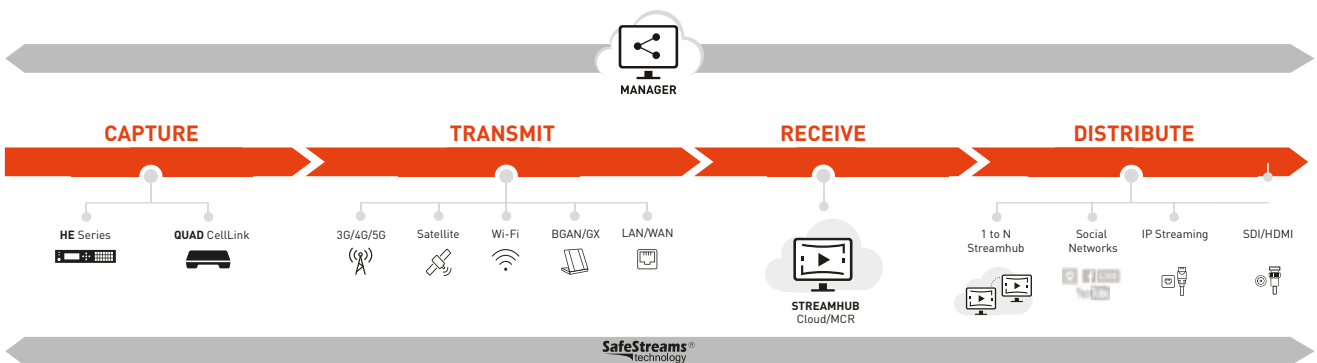 MANAGER
CAPTURE
TRANSMIT
RECEIVE
DISTRIBUTE
HE Series
QUAD CellLink
3G/4G/5G
Satellite
Wi-Fi
BGAN/GX
LAN/WAN
STREAMHUB
Cloud/MCR
1 to N
Streamhub
Social
Networks
IP Streaming
SDI/HDMI
SafeStreams®
technology